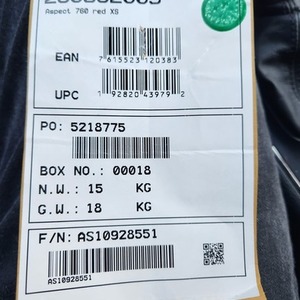 Aspect 760 red XS
EAN
7 615523 120383
UPC
1 92820 43979 2
PO: 5218775
BOX NO.: 00018
N.W.: 15 KG
G.W.: 18 KG
F/N: AS10928551
AS10928551